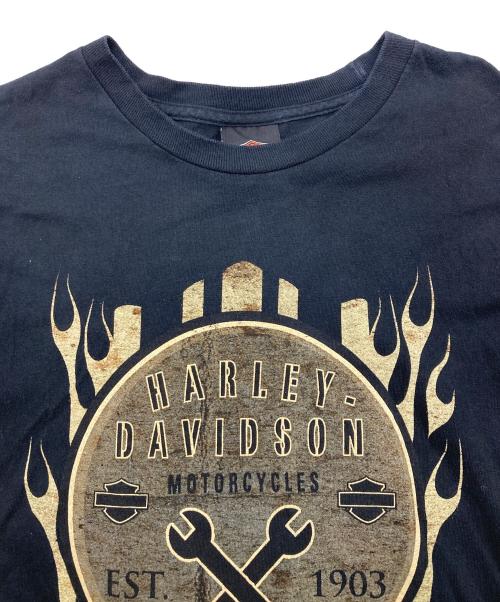 HARLEY-
DAVIDSON
MOTORCYCLES
EST. 1903